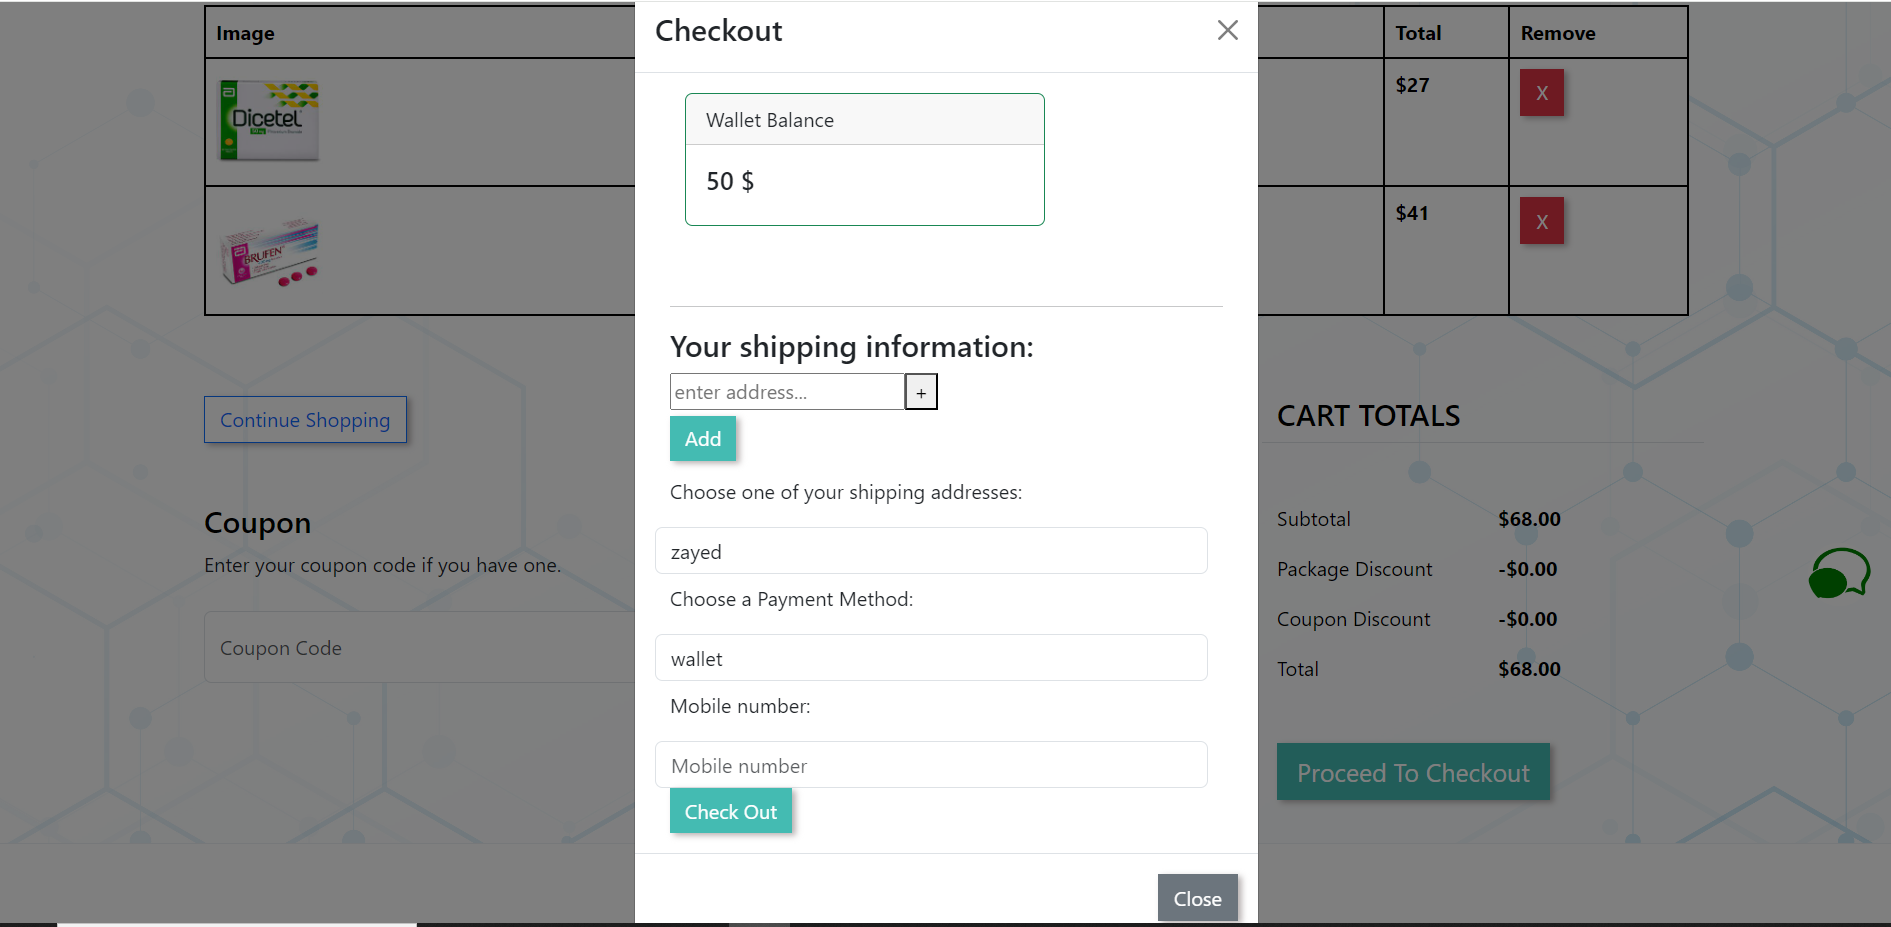 Checkout
Image
Total
Remove
Dicetel
$27
X
BRUFEN
$41
X
Wallet Balance
50 $
Your shipping information:
enter address...
+
Add
Choose one of your shipping addresses:
zayed
Choose a Payment Method:
wallet
Mobile number:
Mobile number
Check Out
Close
Continue Shopping
Coupon
Enter your coupon code if you have one.
Coupon Code
CART TOTALS
Subtotal $68.00
Package Discount -$0.00
Coupon Discount -$0.00
Total $68.00
Proceed To Checkout